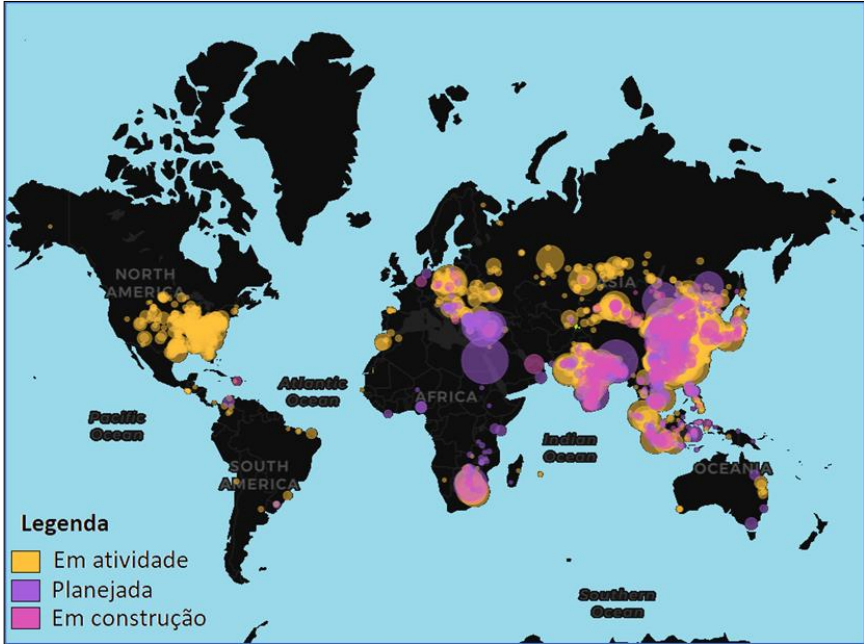 NORTH
AMERICA
ASIA
Atlantic
Ocean
AFRICA
Pacific
Ocean
Indian
Ocean
SOUTH
AMERICA
OCEANIA
Legenda
Em atividade
Planejada
Em construção
Southern
Ocean